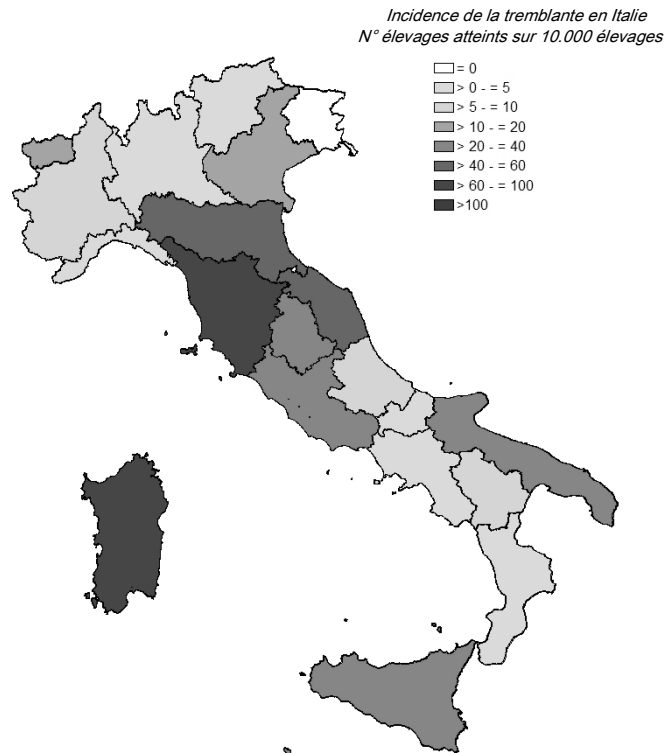 Incidence de la tremblante en Italie
N° élevages atteints sur 10.000 élevages
= 0
> 0 - = 5
> 5 - = 10
> 10 - = 20
> 20 - = 40
> 40 - = 60
> 60 - = 100
>100